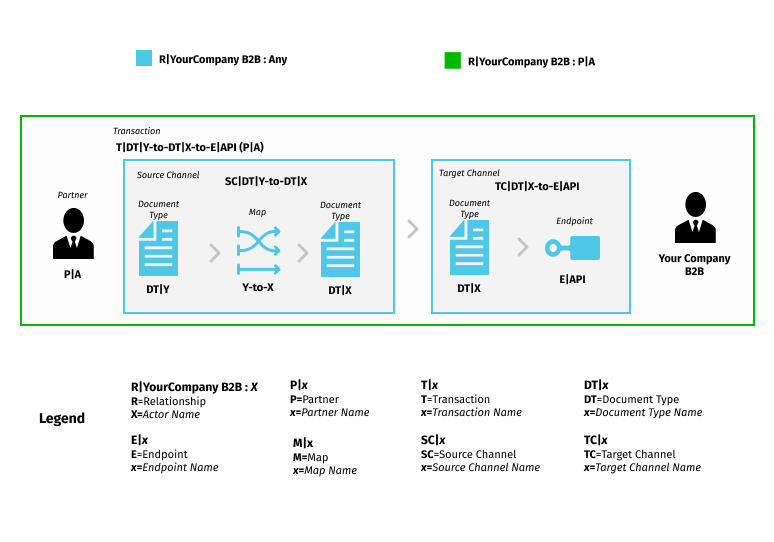 R|YourCompany B2B : Any
R|YourCompany B2B : P|A
Transaction
T|DT|Y-to-DT|X-to-E|API (P|A)
Partner
P|A
Source Channel
SC|DT|Y-to-DT|X
Document
Type
DT|Y
Map
Y-to-X
Document
Type
DT|X
Target Channel
TC|DT|X-to-E|API
Document
Type
DT|X
Endpoint
E|API
Your Company
B2B
Legend
R|YourCompany B2B : X
R=Relationship
X=Actor Name
P|x
P=Partner
x=Partner Name
T|x
T=Transaction
x=Transaction Name
DT|x
DT=Document Type
x=Document Type Name
E|x
E=Endpoint
x=Endpoint Name
M|x
M=Map
x=Map Name
SC|x
SC=Source Channel
x=Source Channel Name
TC|x
TC=Target Channel
x=Target Channel Name